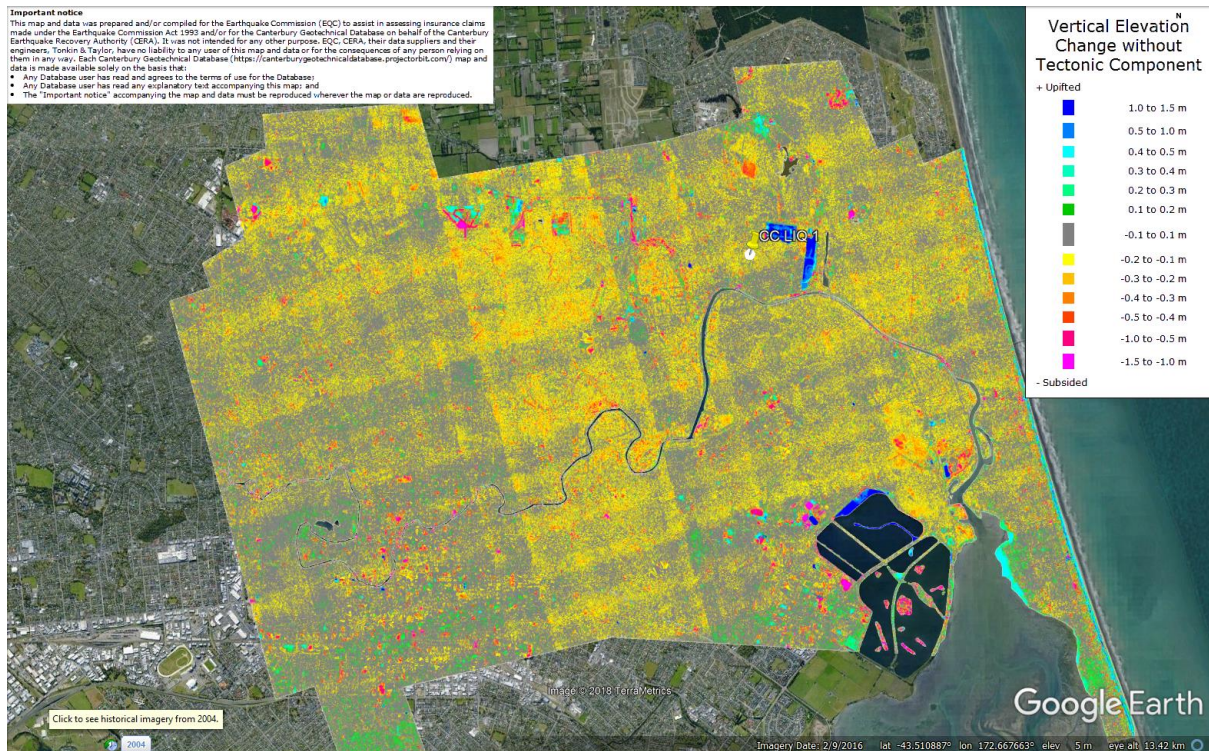 Important notice
This map and data was prepared and/or compiled for the Earthquake Commission (EQC) to assist in assessing insurance claims
made under the Earthquake Commission Act 1993 and/or for the Canterbury Geotechnical Database on behalf of the Canterbury
Earthquake Recovery Authority (CERA). It was not intended for any other purpose. EQC, CERA, their data suppliers and their
engineers, Tonkin & Taylor, have no liability to any user of this map and data or for the consequences of any person relying on
them in any way. Each Canterbury Geotechnical Database (https://canterburygeotechnicaldatabase.projectorbit.com/) map and
data is made available solely on the basis that:
• Any Database user has read and agrees to the terms of use for the Database;
• Any Database user has read any explanatory text accompanying this map; and
• The "Important notice" accompanying the map and data must be reproduced wherever the map or data are reproduced.
N
Vertical Elevation
Change without
Tectonic Component
+ Uplifted
1.0 to 1.5 m
0.5 to 1.0 m
0.4 to 0.5 m
0.3 to 0.4 m
0.2 to 0.3 m
0.1 to 0.2 m
-0.1 to 0.1 m
-0.2 to -0.1 m
-0.3 to -0.2 m
-0.4 to -0.3 m
-0.5 to -0.4 m
-1.0 to -0.5 m
-1.5 to -1.0 m
- Subsided
CC LIQ 1
Image © 2018 TerraMetrics
Google Earth
Click to see historical imagery from 2004.
2004
Imagery Date: 2/9/2016 lat -43.510887° lon 172.667663° elev 5 m eye alt 13.42 km